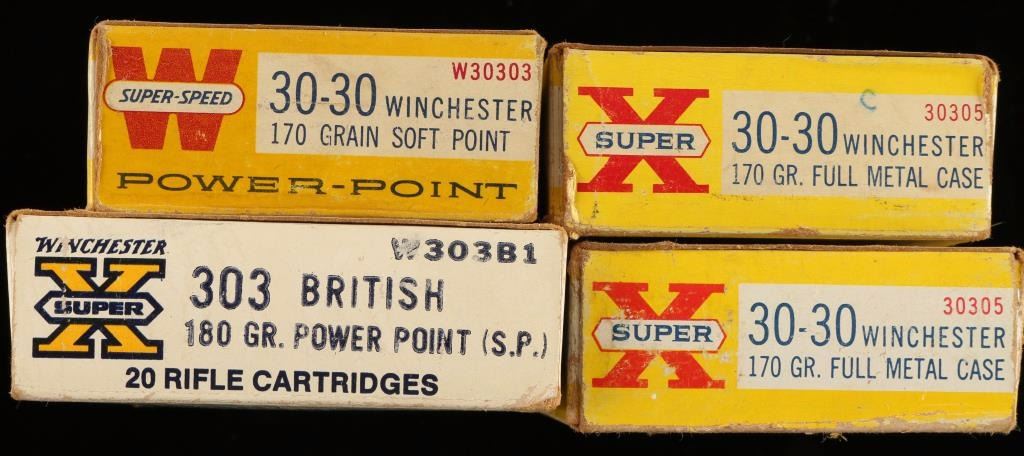 W30303
W
SUPER-SPEED
30-30 WINCHESTER
170 GRAIN SOFT POINT
POWER-POINT
C
30305
X
SUPER
30-30 WINCHESTER
170 GR. FULL METAL CASE
WINCHESTER
W303B1
X
SUPER
303 BRITISH
180 GR. POWER POINT (S.P.)
20 RIFLE CARTRIDGES
30305
X
SUPER
30-30 WINCHESTER
170 GR. FULL METAL CASE